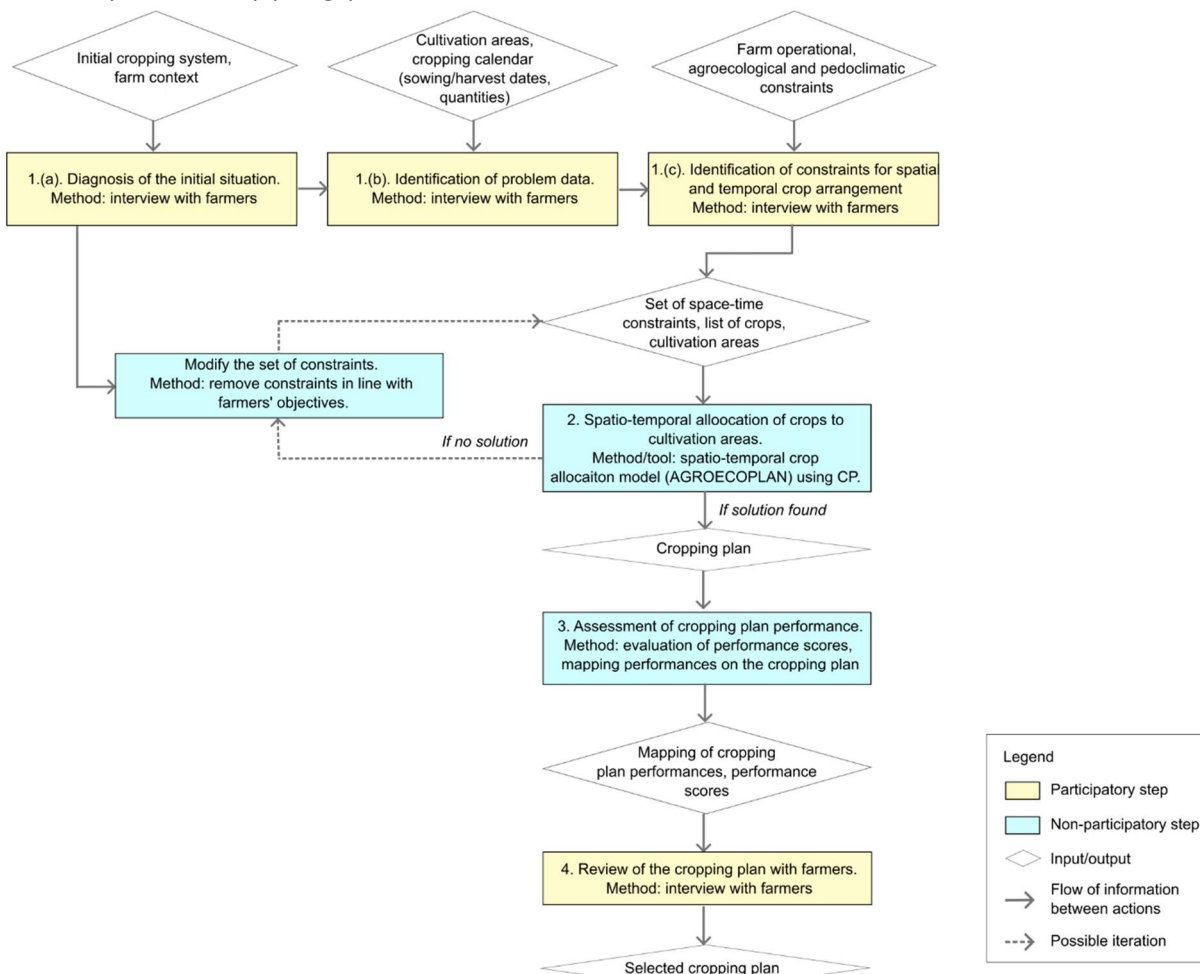 Initial cropping system,
farm context
Cultivation areas,
cropping calendar
(sowing/harvest dates,
quantities)
Farm operational,
agroecological and pedoclimatic
constraints
1.(a). Diagnosis of the initial situation.
Method: interview with farmers
1.(b). Identification of problem data.
Method: interview with farmers
1.(c). Identification of constraints for spatial
and temporal crop arrangement
Method: interview with farmers
Set of space-time
constraints, list of crops,
cultivation areas
Modify the set of constraints.
Method: remove constraints in line with
farmers' objectives.
If no solution
2. Spatio-temporal alloocation of crops to
cultivation areas.
Method/tool: spatio-temporal crop
allocaiton model (AGROECOPLAN) using CP.
If solution found
Cropping plan
3. Assessment of cropping plan performance.
Method: evaluation of performance scores,
mapping performances on the cropping plan
Mapping of cropping
plan performances, performance
scores
4. Review of the cropping plan with farmers.
Method: interview with farmers
Selected cropping plan
Legend
Participatory step
Non-participatory step
Input/output
Flow of information
between actions
Possible iteration